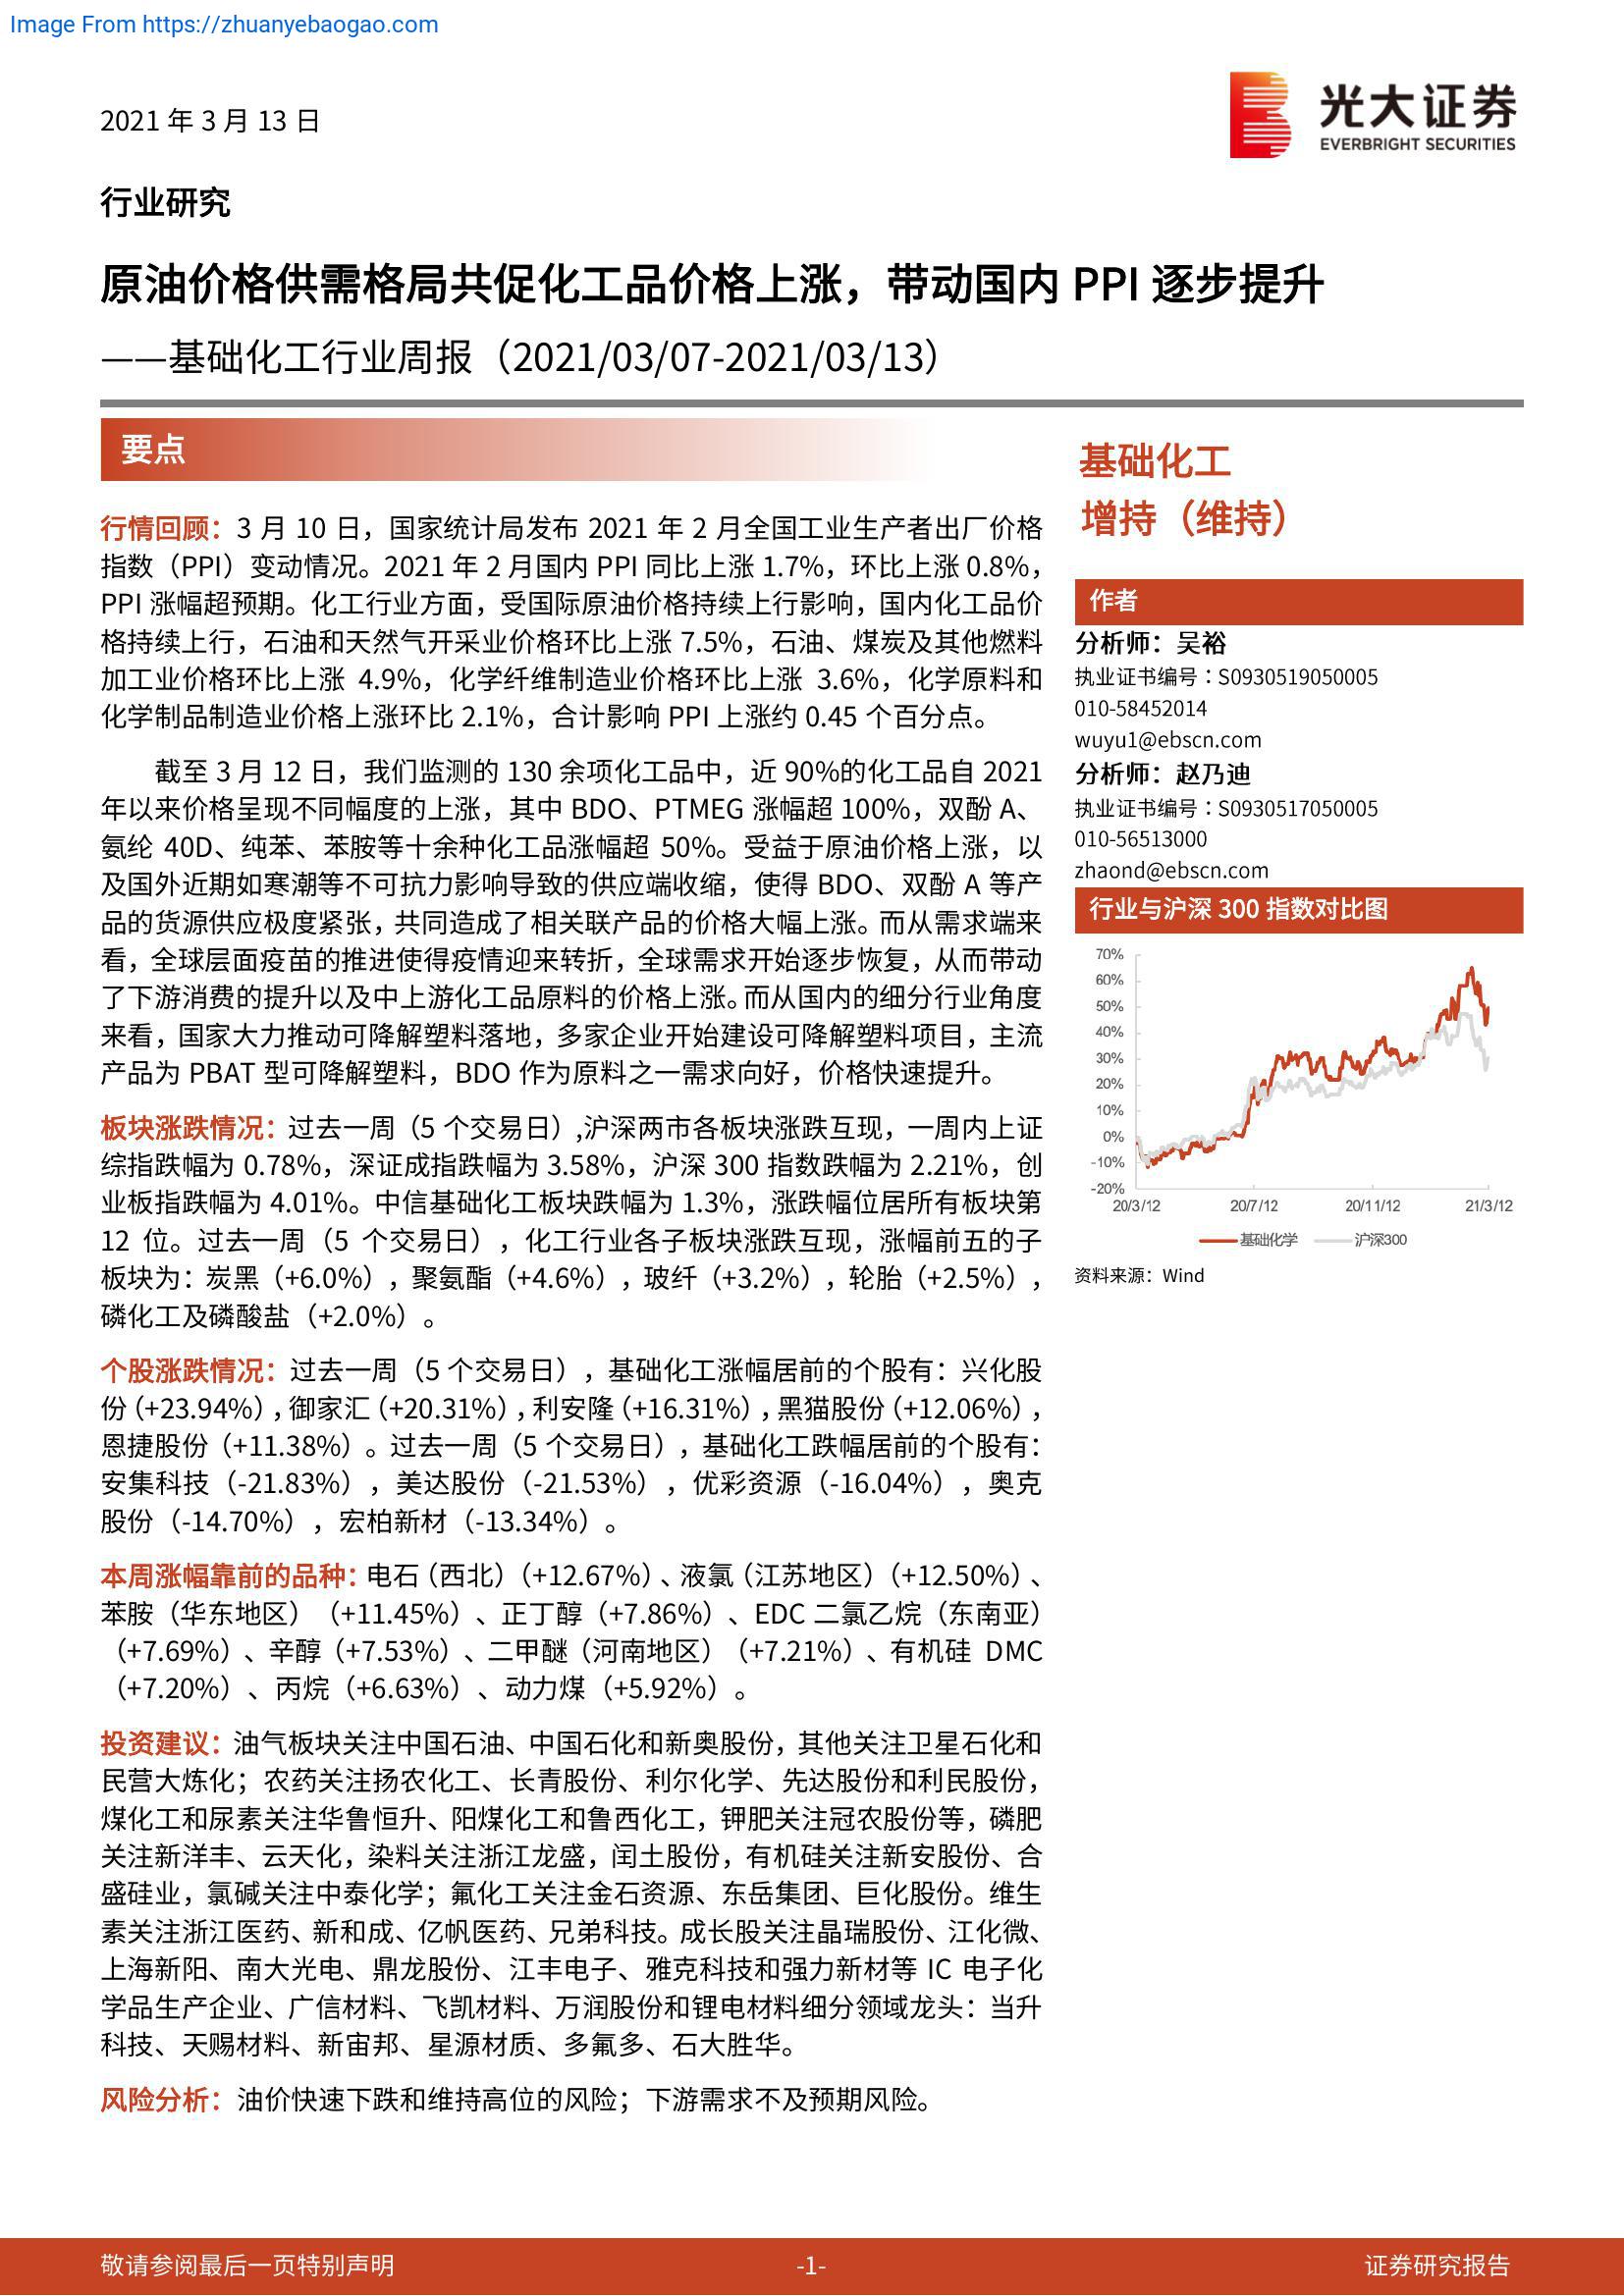 Image From https://zhuanyebaogao.com
2021 年 3 月 13 日
光大证券
EVERBRIGHT SECURITIES
行业研究
原油价格供需格局共促化工品价格上涨，带动国内 PPI 逐步提升
——基础化工行业周报（2021/03/07-2021/03/13）
要点
行情回顾：3 月 10 日，国家统计局发布 2021 年 2 月全国工业生产者出厂价格
指数（PPI）变动情况。2021 年 2 月国内 PPI 同比上涨 1.7%，环比上涨 0.8%，
PPI 涨幅超预期。化工行业方面，受国际原油价格持续上行影响，国内化工品价
格持续上行，石油和天然气开采业价格环比上涨 7.5%，石油、煤炭及其他燃料
加工业价格环比上涨 4.9%，化学纤维制造业价格环比上涨 3.6%，化学原料和
化学制品制造业价格上涨环比 2.1%，合计影响 PPI 上涨约 0.45 个百分点。
截至 3 月 12 日，我们监测的 130 余项化工品中，近 90%的化工品自 2021
年以来价格呈现不同幅度的上涨，其中 BDO、PTMEG 涨幅超 100%，双酚 A、
氨纶 40D、纯苯、苯胺等十余种化工品涨幅超 50%。受益于原油价格上涨，以
及国外近期如寒潮等不可抗力影响导致的供应端收缩，使得 BDO、双酚 A 等产
品的货源供应极度紧张，共同造成了相关联产品的价格大幅上涨。而从需求端来
看，全球层面疫苗的推进使得疫情迎来转折，全球需求开始逐步恢复，从而带动
了下游消费的提升以及中上游化工品原料的价格上涨。而从国内的细分行业角度
来看，国家大力推动可降解塑料落地，多家企业开始建设可降解塑料项目，主流
产品为 PBAT 型可降解塑料，BDO 作为原料之一需求向好，价格快速提升。
板块涨跌情况：过去一周（5 个交易日）,沪深两市各板块涨跌互现，一周内上证
综指跌幅为 0.78%，深证成指跌幅为 3.58%，沪深 300 指数跌幅为 2.21%，创
业板指跌幅为 4.01%。中信基础化工板块跌幅为 1.3%，涨跌幅位居所有板块第
12 位。过去一周（5 个交易日），化工行业各子板块涨跌互现，涨幅前五的子
板块为：炭黑（+6.0%），聚氨酯（+4.6%），玻纤（+3.2%），轮胎（+2.5%），
磷化工及磷酸盐（+2.0%）。
个股涨跌情况：过去一周（5 个交易日），基础化工涨幅居前的个股有：兴化股
份（+23.94%），御家汇（+20.31%），利安隆（+16.31%），黑猫股份（+12.06%），
恩捷股份（+11.38%）。过去一周（5 个交易日），基础化工跌幅居前的个股有：
安集科技（-21.83%），美达股份（-21.53%），优彩资源（-16.04%），奥克
股份（-14.70%），宏柏新材（-13.34%）。
本周涨幅靠前的品种：电石（西北）（+12.67%）、液氯（江苏地区）（+12.50%）、
苯胺（华东地区）（+11.45%）、正丁醇（+7.86%）、EDC 二氯乙烷（东南亚）
（+7.69%）、辛醇（+7.53%）、二甲醚（河南地区）（+7.21%）、有机硅 DMC
（+7.20%）、丙烷（+6.63%）、动力煤（+5.92%）。
投资建议：油气板块关注中国石油、中国石化和新奥股份，其他关注卫星石化和
民营大炼化；农药关注扬农化工、长青股份、利尔化学、先达股份和利民股份，
煤化工和尿素关注华鲁恒升、阳煤化工和鲁西化工，钾肥关注冠农股份等，磷肥
关注新洋丰、云天化，染料关注浙江龙盛，闰土股份，有机硅关注新安股份、合
盛硅业，氯碱关注中泰化学；氟化工关注金石资源、东岳集团、巨化股份。维生
素关注浙江医药、新和成、亿帆医药、兄弟科技。成长股关注晶瑞股份、江化微、
上海新阳、南大光电、鼎龙股份、江丰电子、雅克科技和强力新材等 IC 电子化
学品生产企业、广信材料、飞凯材料、万润股份和锂电材料细分领域龙头：当升
科技、天赐材料、新宙邦、星源材质、多氟多、石大胜华。
风险分析：油价快速下跌和维持高位的风险；下游需求不及预期风险。
基础化工
增持（维持）
作者
分析师：吴裕
执业证书编号：S0930519050005
010-58452014
wuyu1@ebscn.com
分析师：赵乃迪
执业证书编号：S0930517050005
010-56513000
zhaond@ebscn.com
行业与沪深 300 指数对比图
70%
60%
50%
40%
30%
20%
10%
0%
-10%
-20%
20/3/12 20/7/12 20/11/12 21/3/12
基础化学 沪深300
资料来源：Wind
敬请参阅最后一页特别声明 -1- 证券研究报告